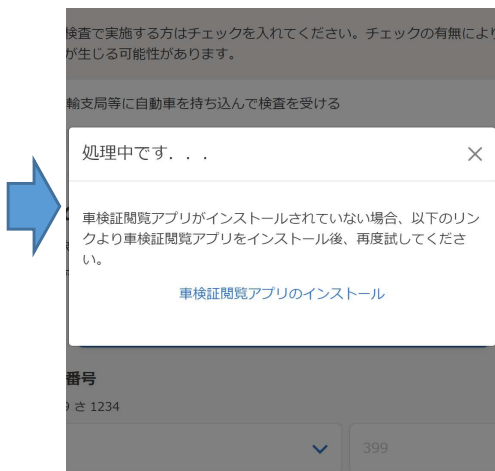 検査で実施する方はチェックを入れてください。チェックの有無により
が生じる可能性があります。
輸支局等に自動車を持ち込んで検査を受ける
処理中です．．．
車検証閲覧アプリがインストールされていない場合、以下のリン
クより車検証閲覧アプリをインストール後、再度試してくださ
い。
車検証閲覧アプリのインストール
番号
さ 1234
399